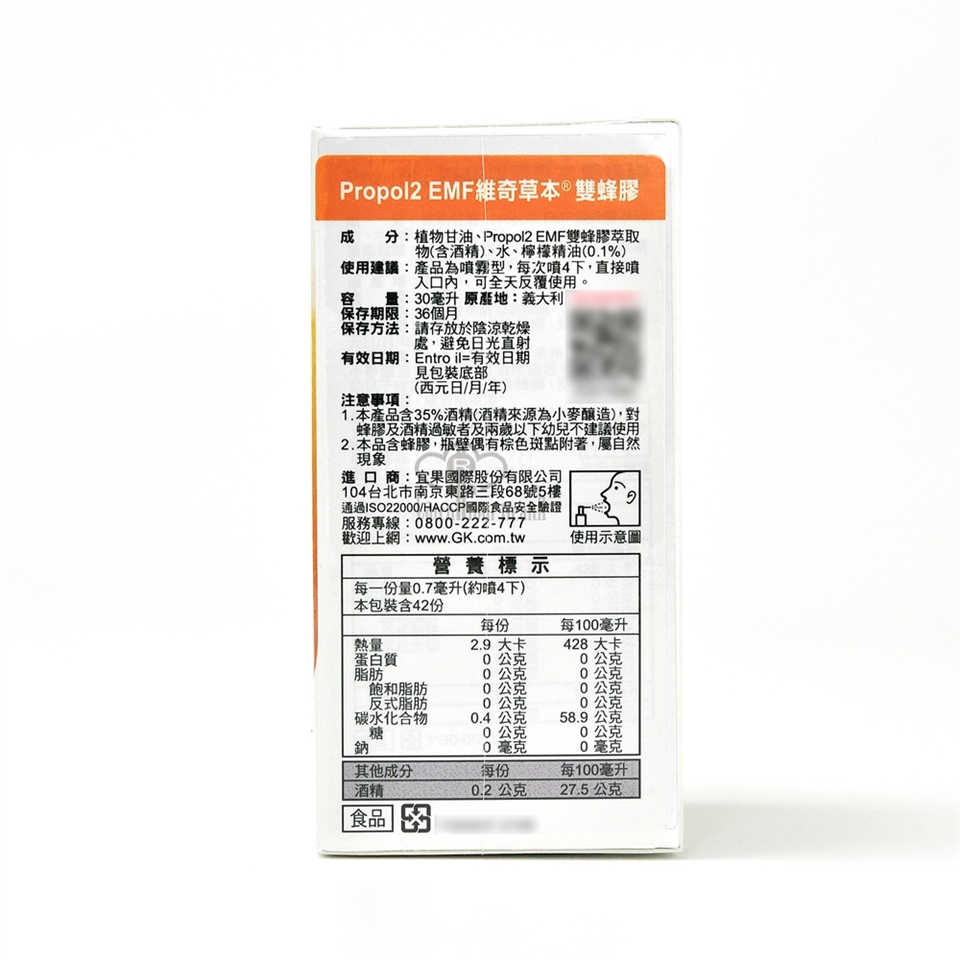 Propol2 EMF維奇草本® 雙蜂膠
成 分：植物甘油、Propol2 EMF雙蜂膠萃取
物(含酒精)、水、檸檬精油(0.1%)
使用建議：產品為噴霧型，每次噴4下，直接噴
入口內，可全天反覆使用。
容 量：30毫升 原產地：義大利
保存期限：36個月
保存方法：請存放於陰涼乾燥
處，避免日光直射
有效日期：Entro il=有效日期
見包裝底部
(西元日/月/年)
注意事項：
1.本產品含35%酒精(酒精來源為小麥釀造)，對
蜂膠及酒精過敏者及兩歲以下幼兒不建議使用
2.本品含蜂膠，瓶壁偶有棕色斑點附著，屬自然
現象
進 口 商：宜果國際股份有限公司
104台北市南京東路三段68號5樓
通過ISO22000/HACCP國際食品安全驗證
服務專線：0800-222-777
歡迎上網：www.GK.com.tw
使用示意圖
營養標示
每一份量0.7毫升(約噴4下)
本包裝含42份
每份 每100毫升
熱量 2.9 大卡 428 大卡
蛋白質 0 公克 0 公克
脂肪 0 公克 0 公克
飽和脂肪 0 公克 0 公克
反式脂肪 0 公克 0 公克
碳水化合物 0.4 公克 58.9 公克
糖 0 公克 0 公克
鈉 0 毫克 0 毫克
其他成分 每份 每100毫升
酒精 0.2 公克 27.5 公克
食品